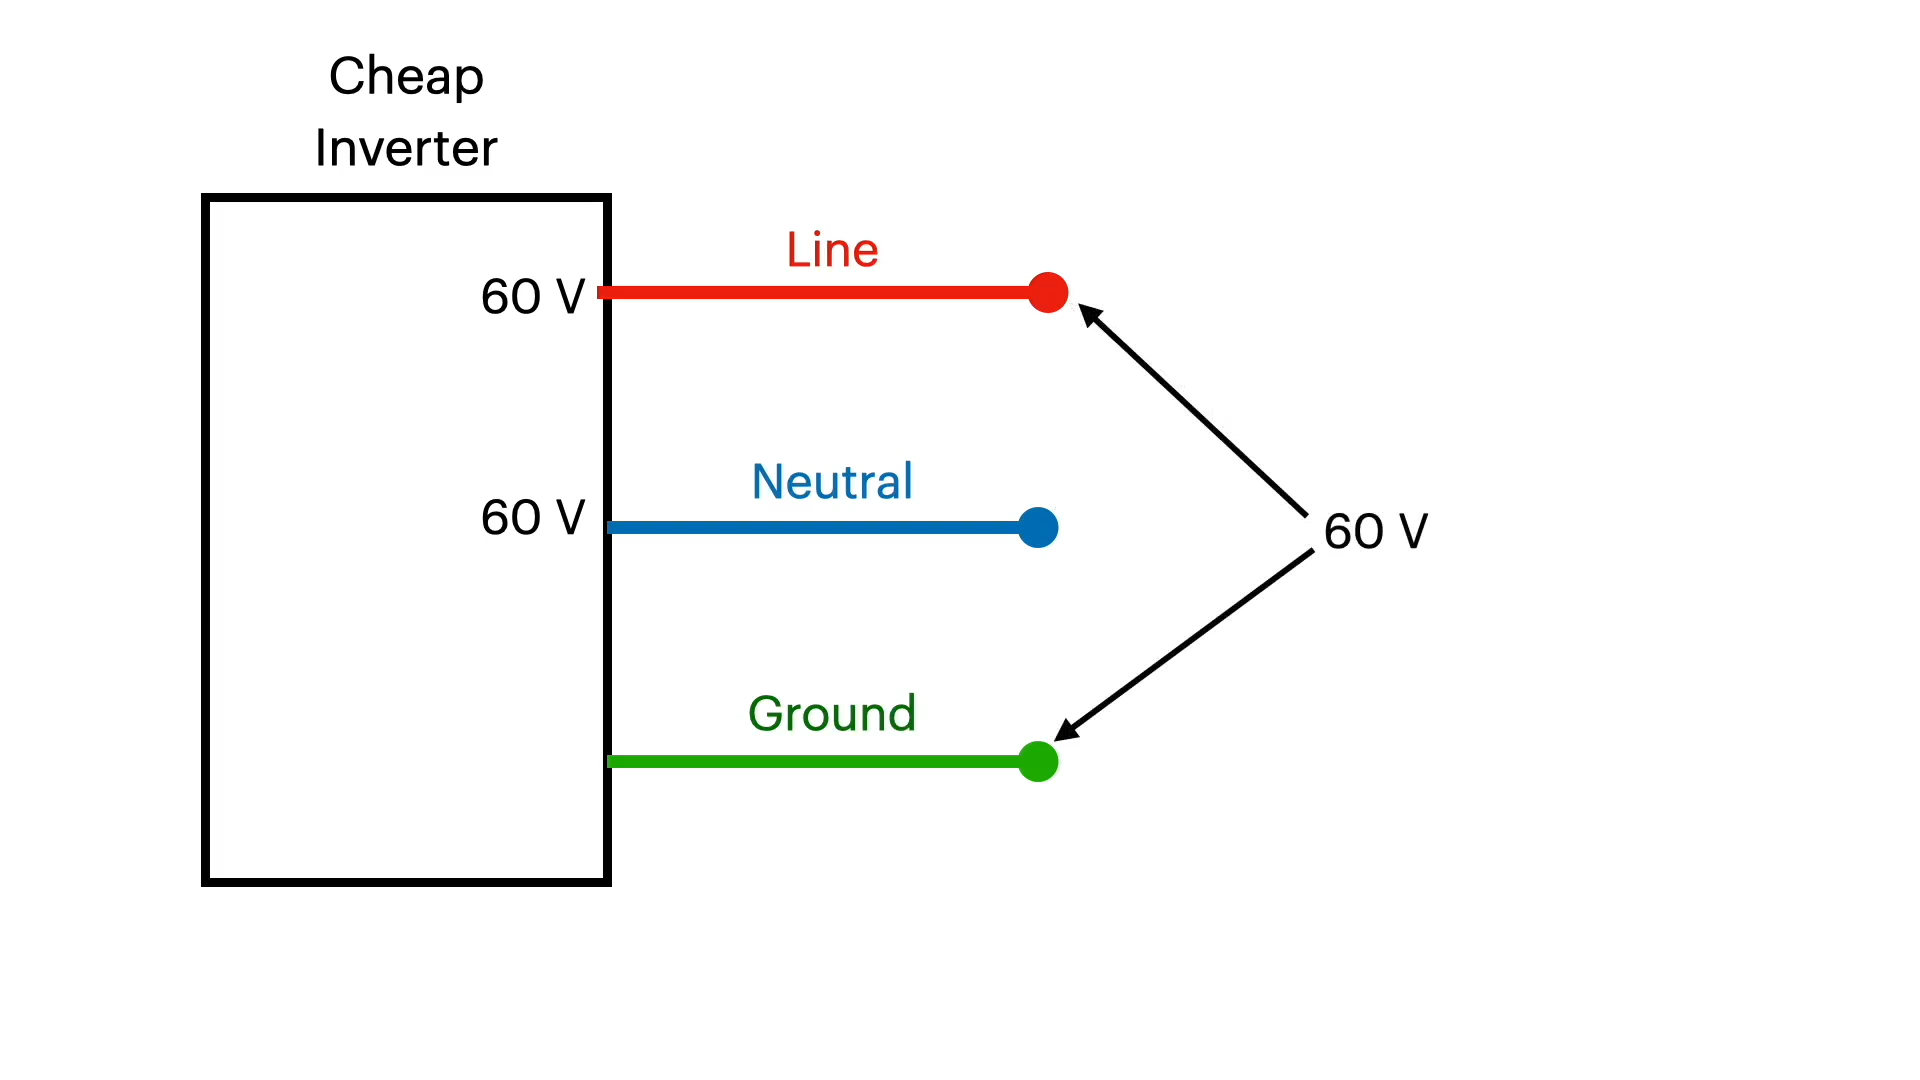 Cheap
Inverter
Line
60 V
Neutral
60 V
60 V
Ground